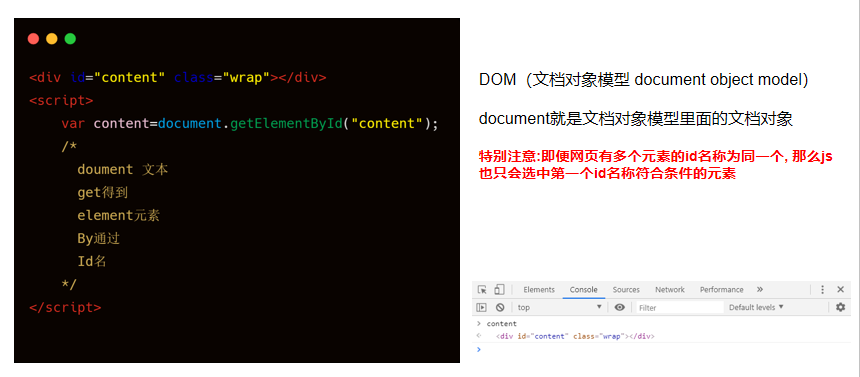 <div id="content" class="wrap"></div>
<script>
var content=document.getElementById("content");
/*
doument 文本
get得到
element元素
By通过
Id名
*/
</script>
DOM（文档对象模型 document object model）
document就是文档对象模型里面的文档对象
特别注意:即便网页有多个元素的id名称为同一个, 那么js
也只会选中第一个id名称符合条件的元素
Elements Console Sources Network Performance »
top Filter Default levels
> content
<div id="content" class="wrap"></div>
>